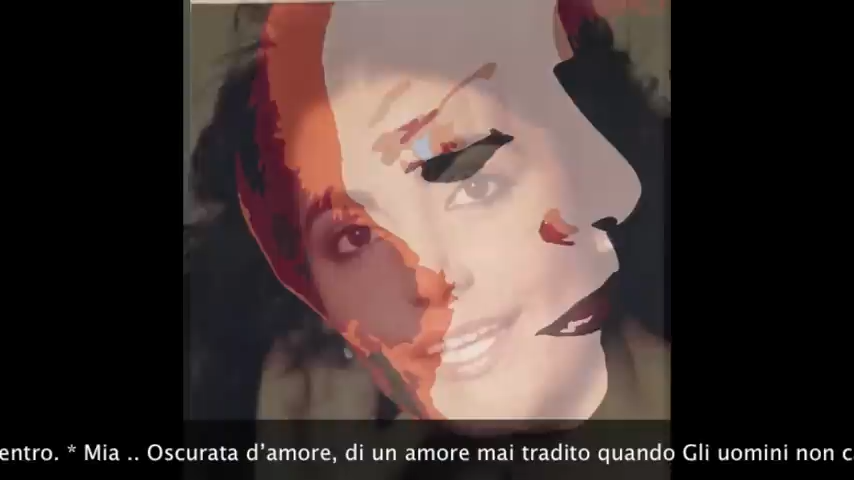 entro. * Mia .. Oscurata d’amore, di un amore mai tradito quando Gli uomini non c